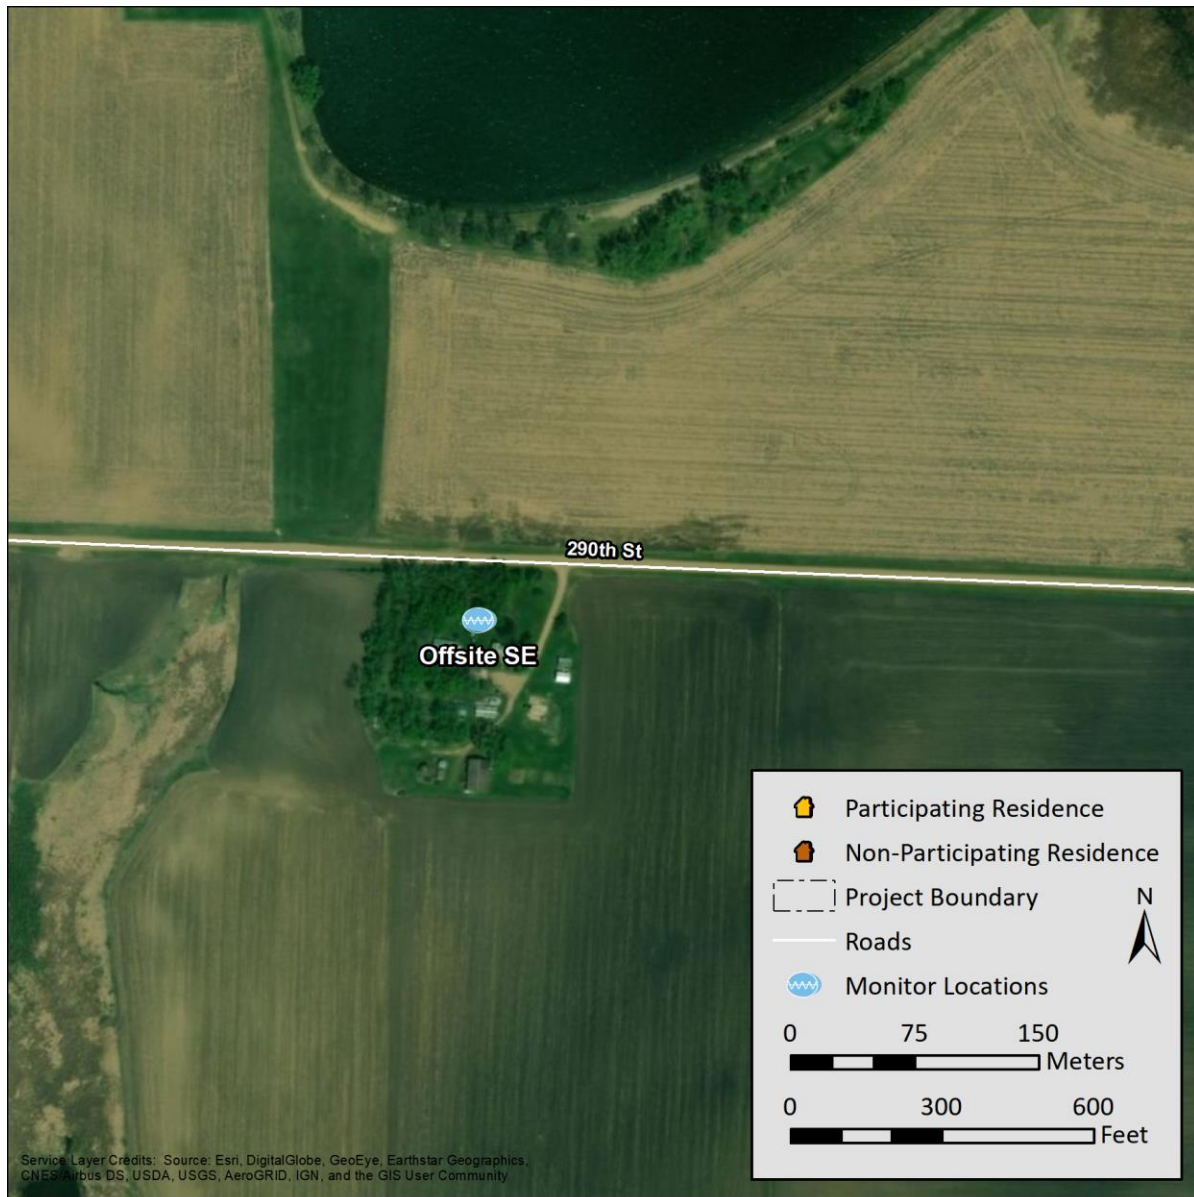 290th St
Offsite SE
Participating Residence
Non-Participating Residence
Project Boundary
N
Roads
Monitor Locations
0 75 150
Meters
0 300 600
Feet
Service Layer Credits: Source: Esri, DigitalGlobe, GeoEye, Earthstar Geographics,
CNES/Airbus DS, USDA, USGS, AeroGRID, IGN, and the GIS User Community